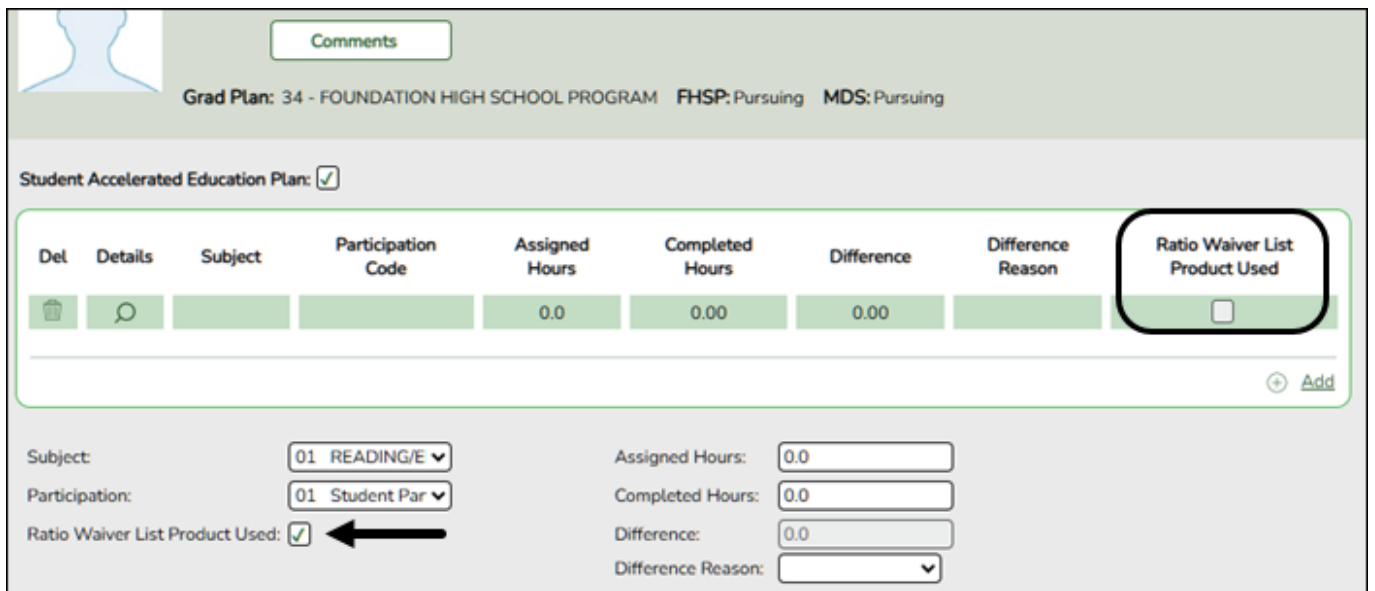 Comments
Grad Plan: 34 - FOUNDATION HIGH SCHOOL PROGRAM FHSP: Pursuing MDS: Pursuing
Student Accelerated Education Plan:
Del Details Subject Participation Code Assigned Hours Completed Hours Difference Difference Reason Ratio Waiver List Product Used
0.0 0.00 0.00
Add
Subject: 01 READING/E Assigned Hours: 0.0
Participation: 01 Student Par Completed Hours: 0.0
Ratio Waiver List Product Used: Difference: 0.0
Difference Reason: